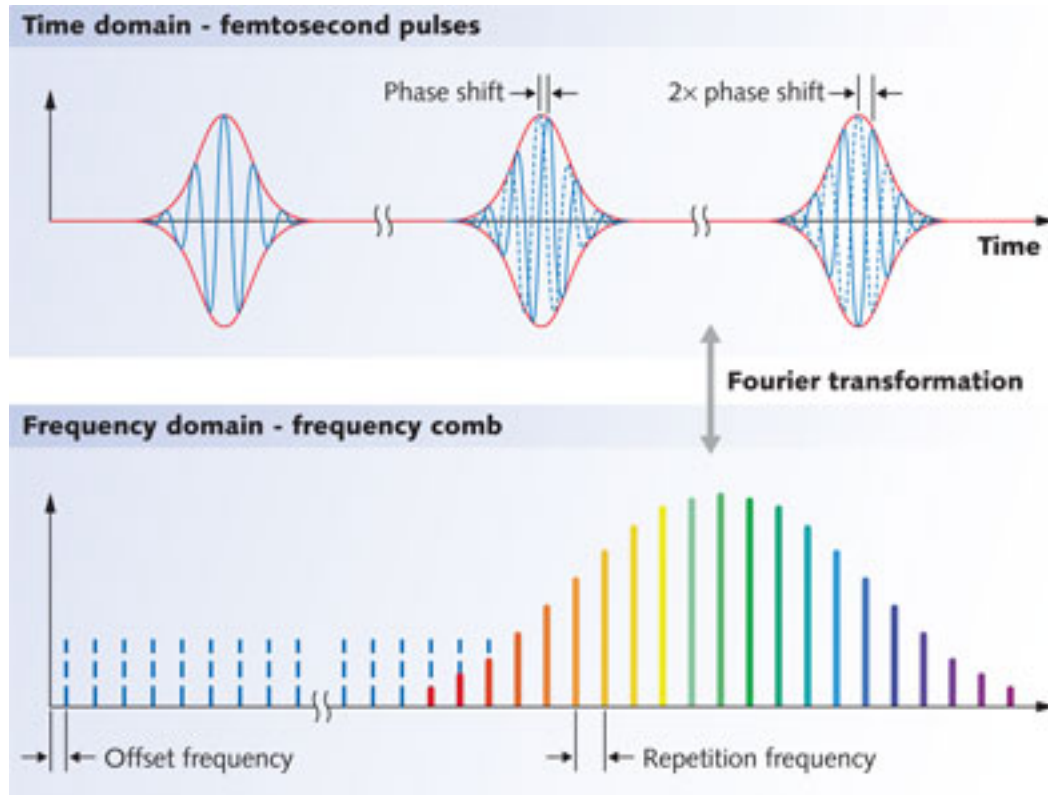 Time domain - femtosecond pulses
Phase shift
2× phase shift
Time
Fourier transformation
Frequency domain - frequency comb
Offset frequency
Repetition frequency